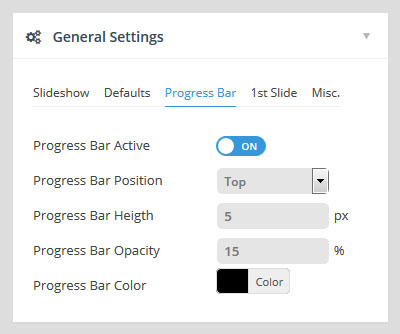 General Settings
Slideshow Defaults Progress Bar 1st Slide Misc.
Progress Bar Active ON
Progress Bar Position Top
Progress Bar Heigth 5 px
Progress Bar Opacity 15 %
Progress Bar Color Color